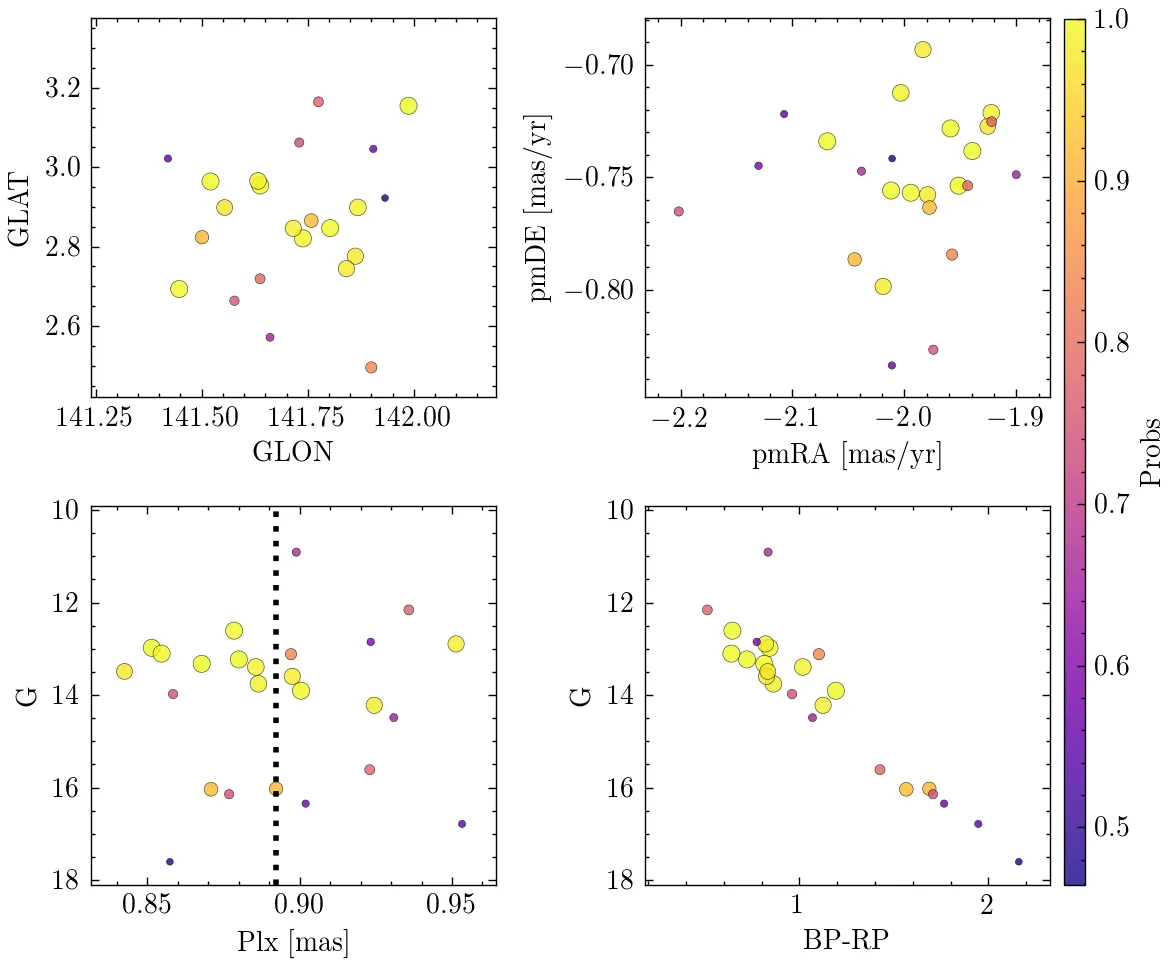 3.2
3.0
2.8
2.6
GLAT
141.25 141.50 141.75 142.00
GLON
−0.70
−0.75
−0.80
pmDE [mas/yr]
−2.2 −2.1 −2.0 −1.9
pmRA [mas/yr]
10
12
14
16
18
G
0.85 0.90 0.95
Plx [mas]
10
12
14
16
18
G
1 2
BP-RP
1.0
0.9
0.8
0.7
0.6
0.5
Probs